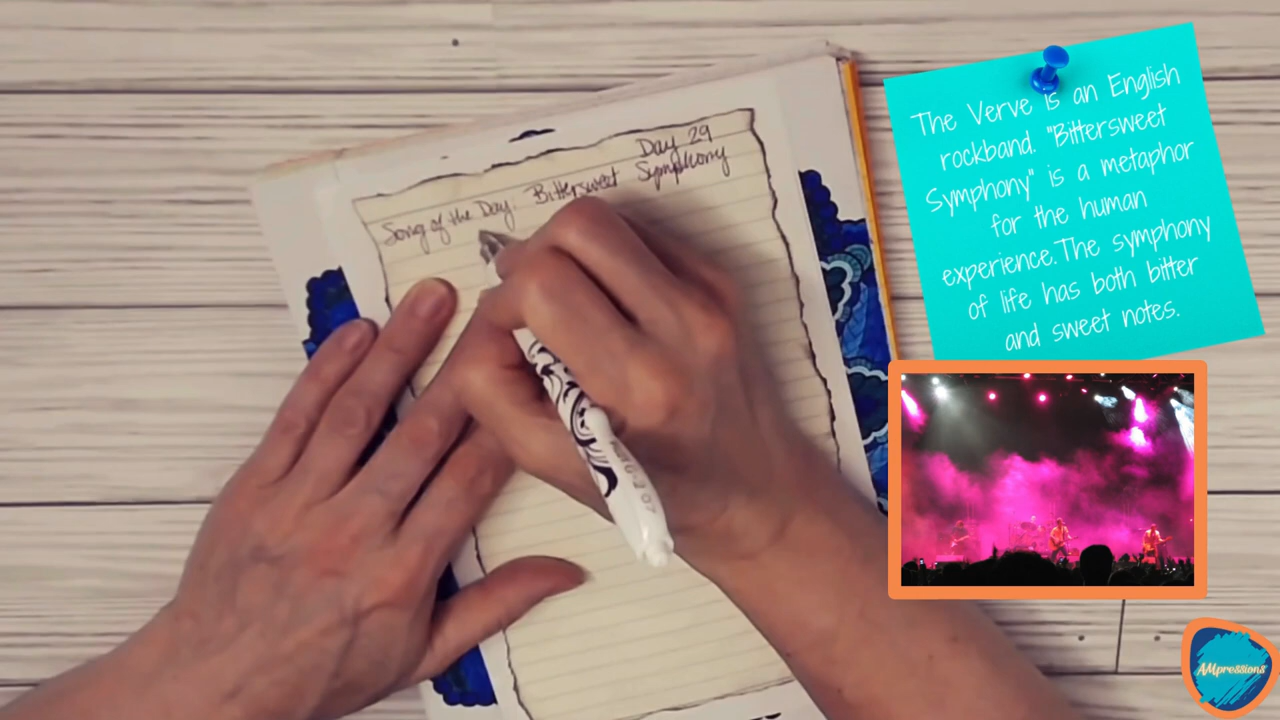 Day 29
Song of the Day: Bittersweet Symphony
The Verve is an English
rockband. "Bittersweet
Symphony" is a metaphor
for the human
experience.The symphony
of life has both bitter
and sweet notes.
AMpressions